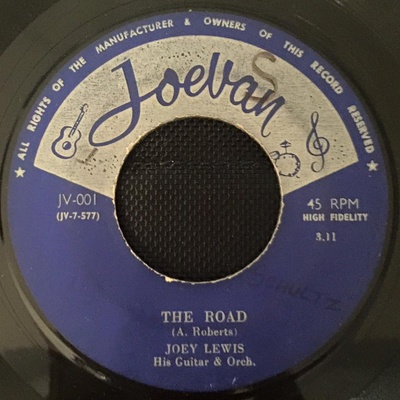 ★ ALL RIGHTS OF THE MANUFACTURER & OWNERS OF THIS RECORD RESERVED ★
Joevan
S
JV-001
(JV-7-577)
45 RPM
HIGH FIDELITY
3.11
SCHULTZ
THE ROAD
(A. Roberts)
JOEY LEWIS
His Guitar & Orch.